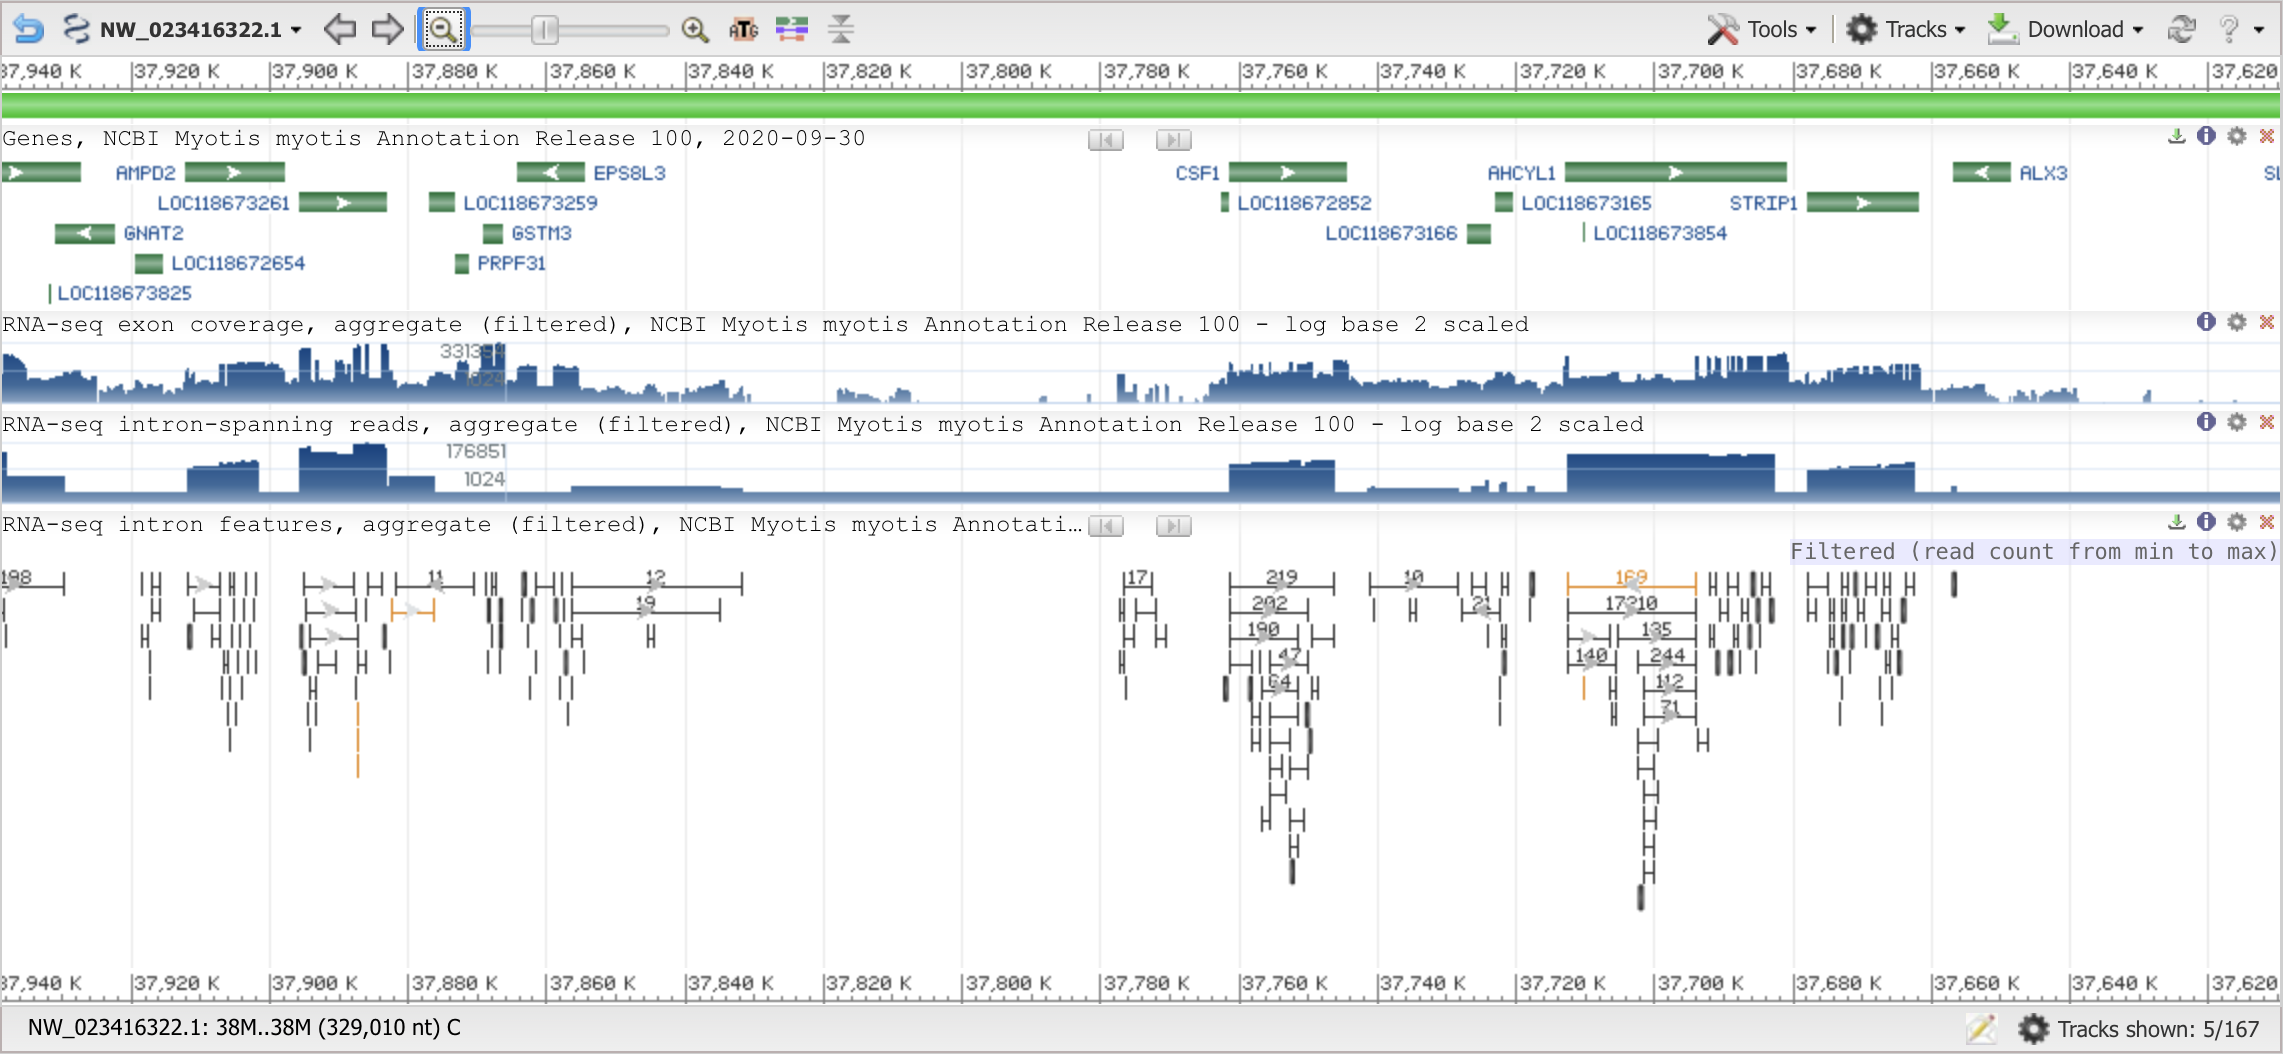 NW_023416322.1 Tools Tracks Download ?
37,940 K 37,920 K 37,900 K 37,880 K 37,860 K 37,840 K 37,820 K 37,800 K 37,780 K 37,760 K 37,740 K 37,720 K 37,700 K 37,680 K 37,660 K 37,640 K 37,620
Genes, NCBI Myotis myotis Annotation Release 100, 2020-09-30
AMPD2 EPS8L3 CSF1 AHCYL1 ALX3
LOC118673261 LOC118673259 LOC118672852 LOC118673165 STRIP1
GNAT2 GSTM3 LOC118673166 LOC118673854
LOC118672654 PRPF31
LOC118673825
RNA-seq exon coverage, aggregate (filtered), NCBI Myotis myotis Annotation Release 100 - log base 2 scaled
331354
1024
RNA-seq intron-spanning reads, aggregate (filtered), NCBI Myotis myotis Annotation Release 100 - log base 2 scaled
176851
1024
RNA-seq intron features, aggregate (filtered), NCBI Myotis myotis Annotati...
Filtered (read count from min to max)
198 11 12 17 219 10 169
19 202 21 17210
190 135
47 140 244
64 112
71
37,940 K 37,920 K 37,900 K 37,880 K 37,860 K 37,840 K 37,820 K 37,800 K 37,780 K 37,760 K 37,740 K 37,720 K 37,700 K 37,680 K 37,660 K 37,640 K 37,620
NW_023416322.1: 38M..38M (329,010 nt) C Tracks shown: 5/167